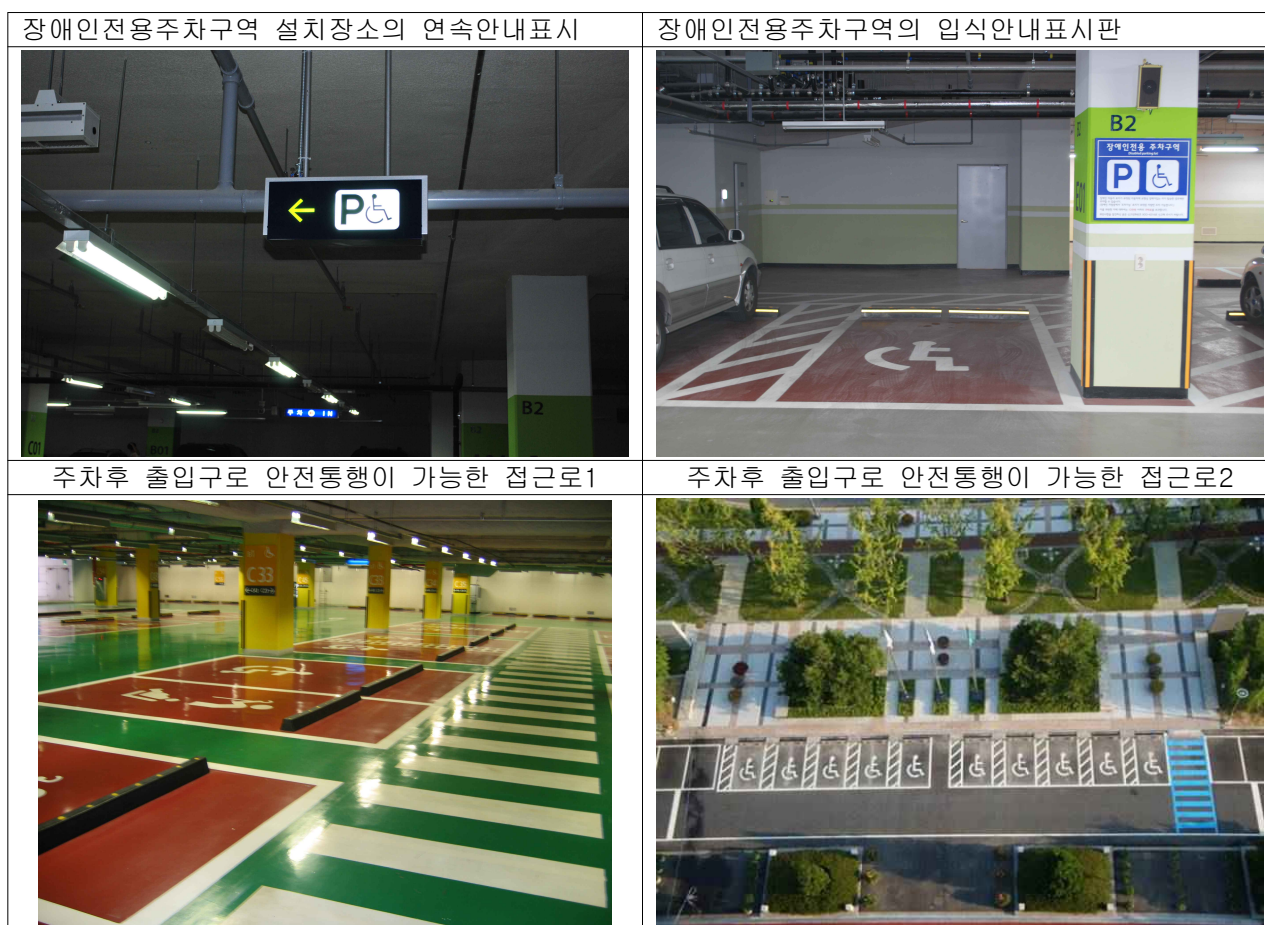 장애인전용주차구역 설치장소의 연속안내표시
장애인전용주차구역의 입식안내표시판
P
B2
C01
B01
B2
B2
장애인전용 주차구역
P
B01
주차후 출입구로 안전통행이 가능한 접근로1
주차후 출입구로 안전통행이 가능한 접근로2
C33